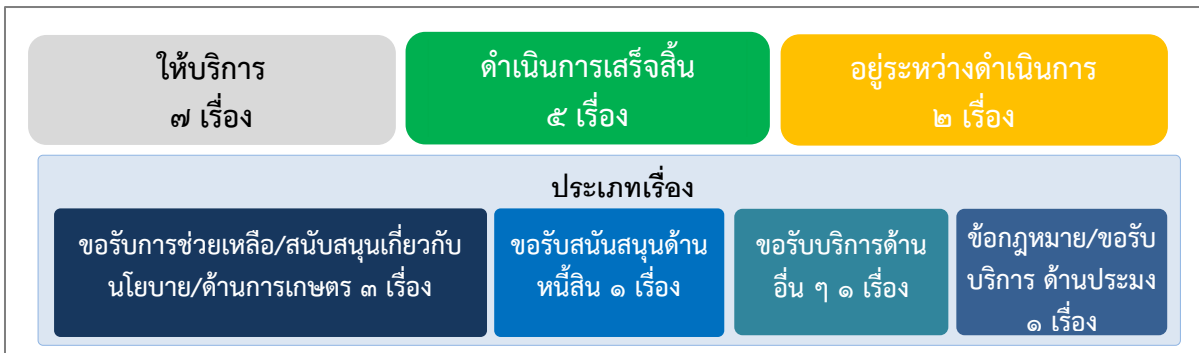 ให้บริการ
๗ เรื่อง
ดำเนินการเสร็จสิ้น
๕ เรื่อง
อยู่ระหว่างดำเนินการ
๒ เรื่อง
ประเภทเรื่อง
ขอรับการช่วยเหลือ/สนับสนุนเกี่ยวกับ
นโยบาย/ด้านการเกษตร ๓ เรื่อง
ขอรับสนันสนุนด้าน
หนี้สิน ๑ เรื่อง
ขอรับบริการด้าน
อื่น ๆ ๑ เรื่อง
ข้อกฎหมาย/ขอรับ
บริการ ด้านประมง
๑ เรื่อง